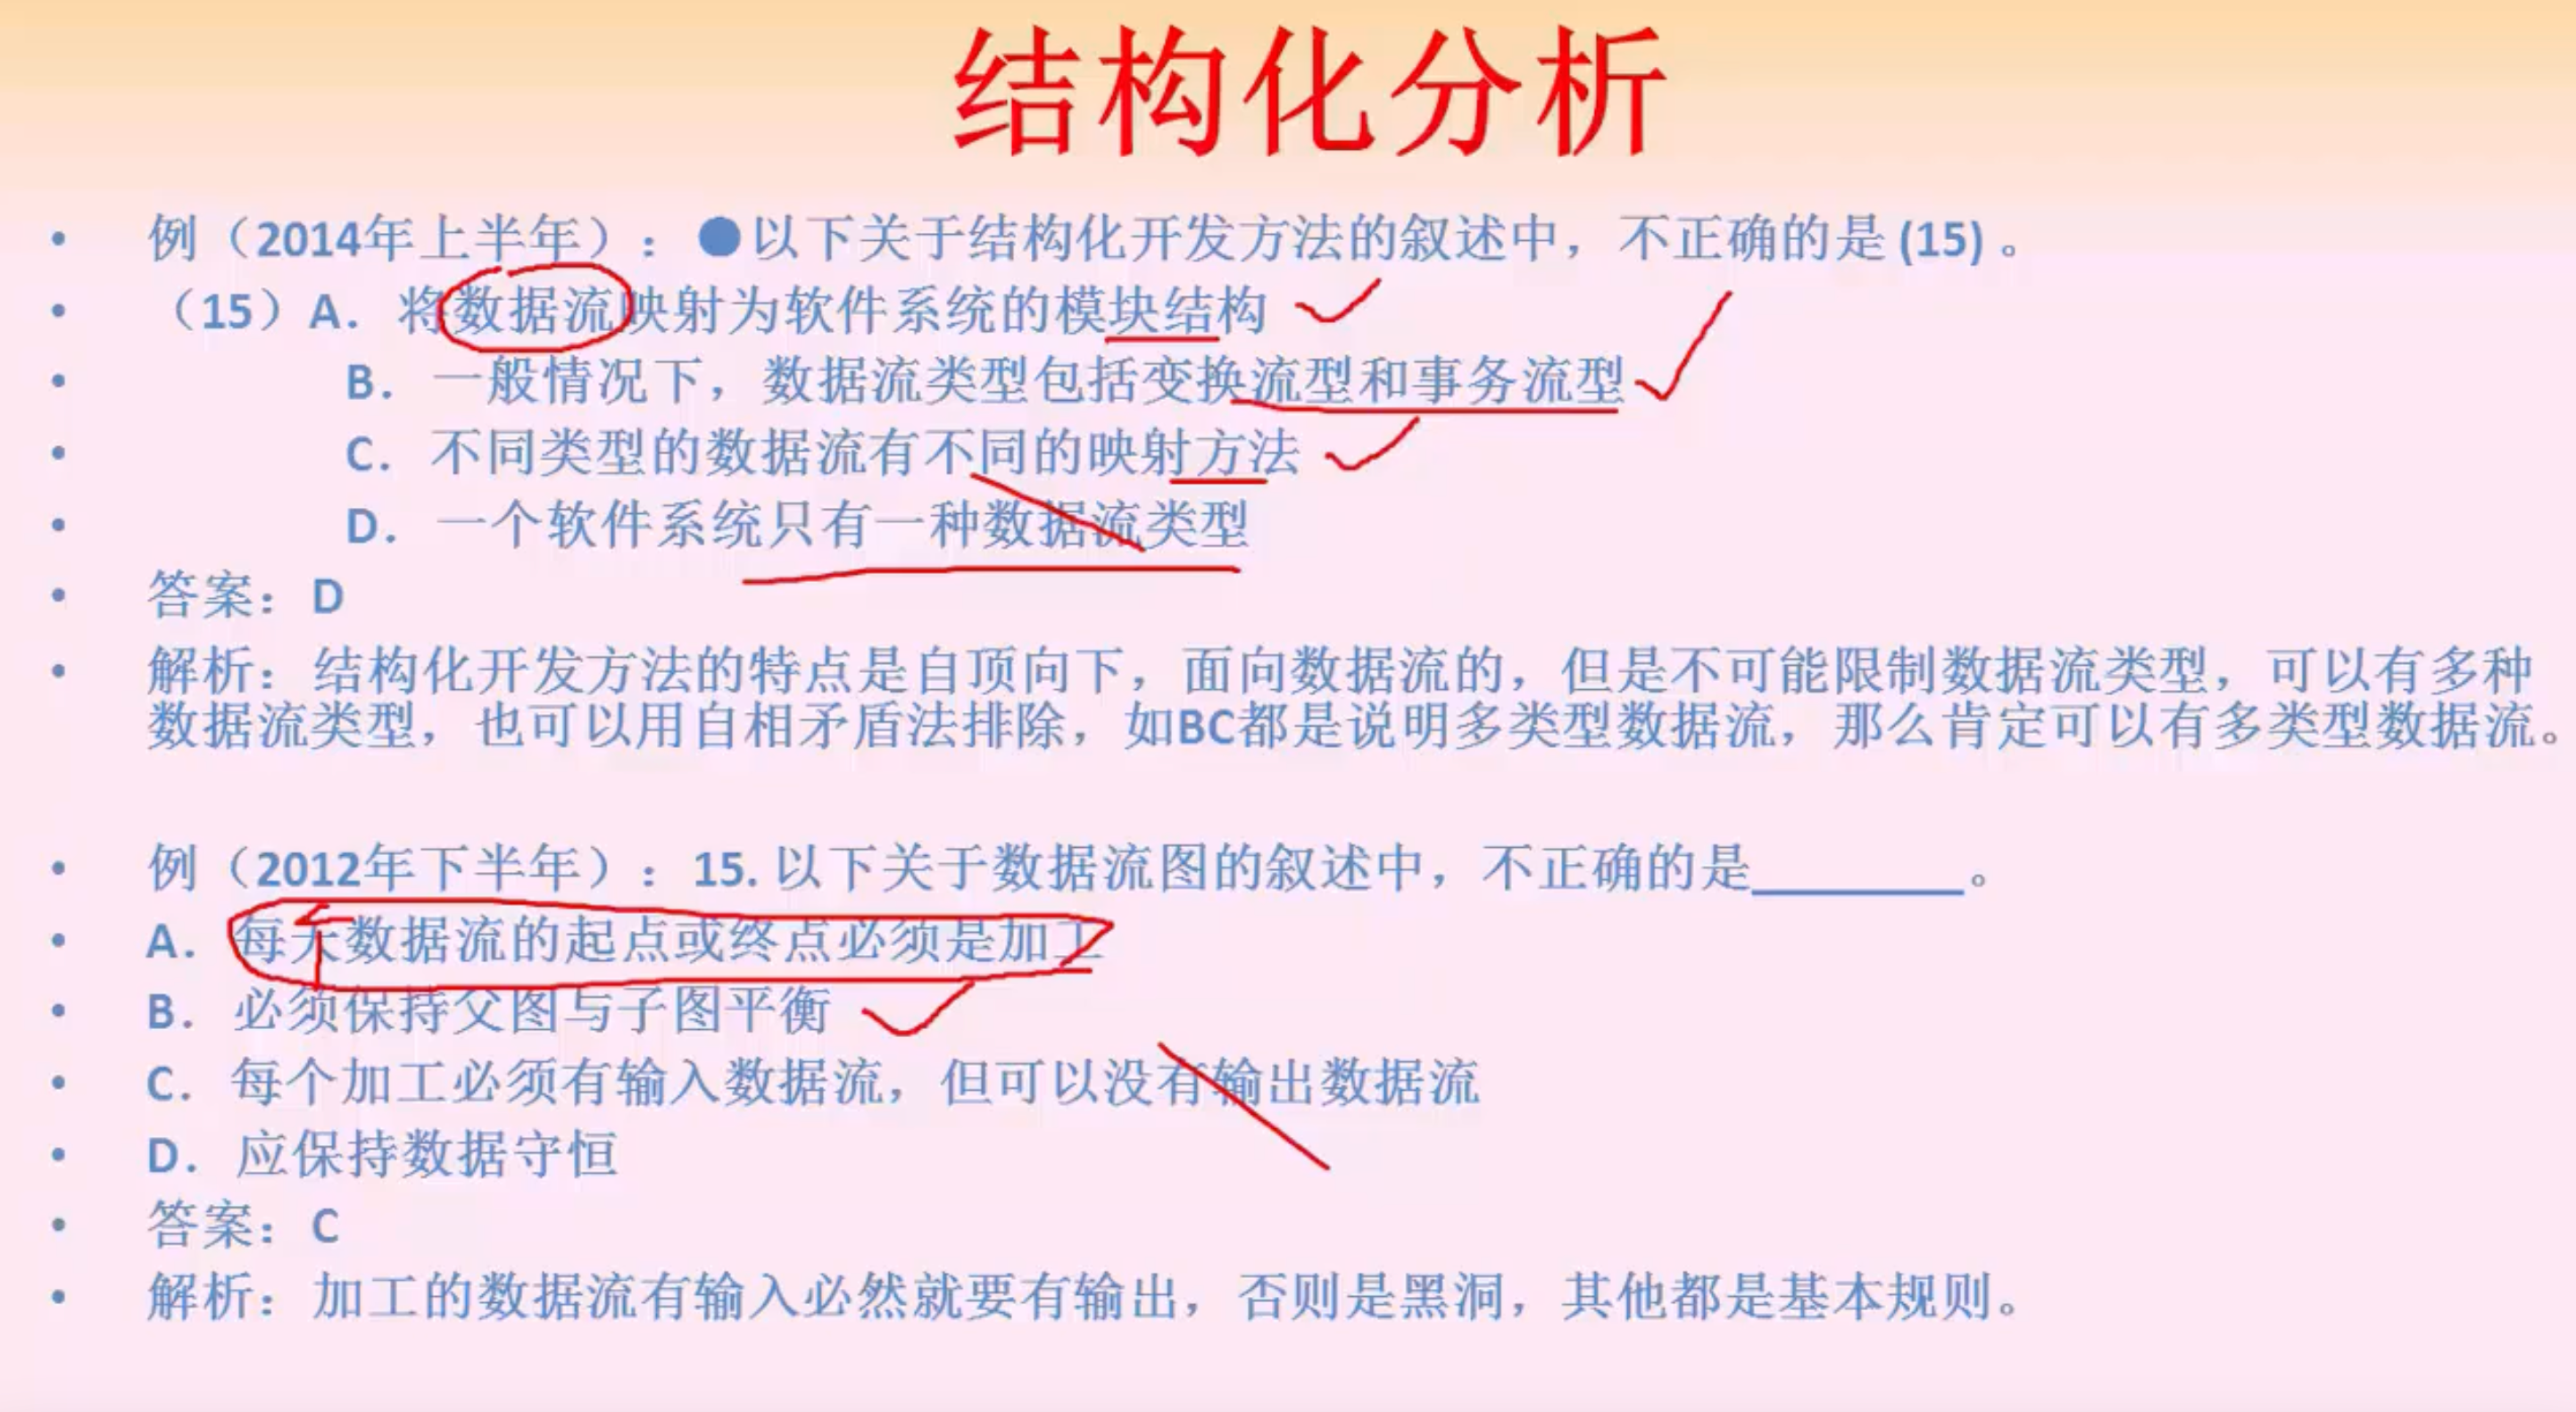 结构化分析
• 例（2014年上半年）：●以下关于结构化开发方法的叙述中，不正确的是(15)。
• （15）A．将数据流映射为软件系统的模块结构
• B．一般情况下，数据流类型包括变换流型和事务流型
• C．不同类型的数据流有不同的映射方法
• D．一个软件系统只有一种数据流类型
• 答案：D
• 解析：结构化开发方法的特点是自顶向下，面向数据流的，但是不可能限制数据流类型，可以有多种
数据流类型，也可以用自相矛盾法排除，如BC都是说明多类型数据流，那么肯定可以有多类型数据流。
• 例（2012年下半年）：15. 以下关于数据流图的叙述中，不正确的是________。
• A．每天数据流的起点或终点必须是加工
• B．必须保持父图与子图平衡
• C．每个加工必须有输入数据流，但可以没有输出数据流
• D．应保持数据守恒
• 答案：C
• 解析：加工的数据流有输入必然就要有输出，否则是黑洞，其他都是基本规则。